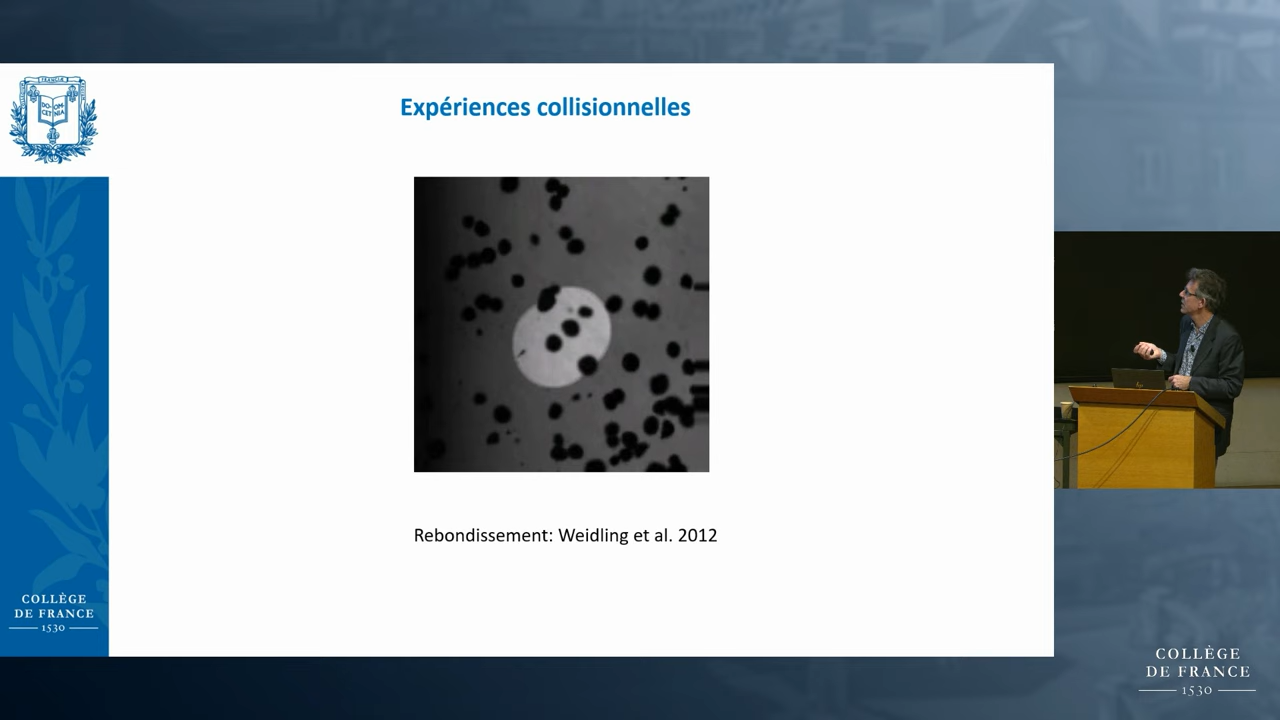 Expériences collisionnelles
Rebondissement: Weidling et al. 2012
COLLÈGE
DE FRANCE
1530
COLLÈGE
DE FRANCE
1530